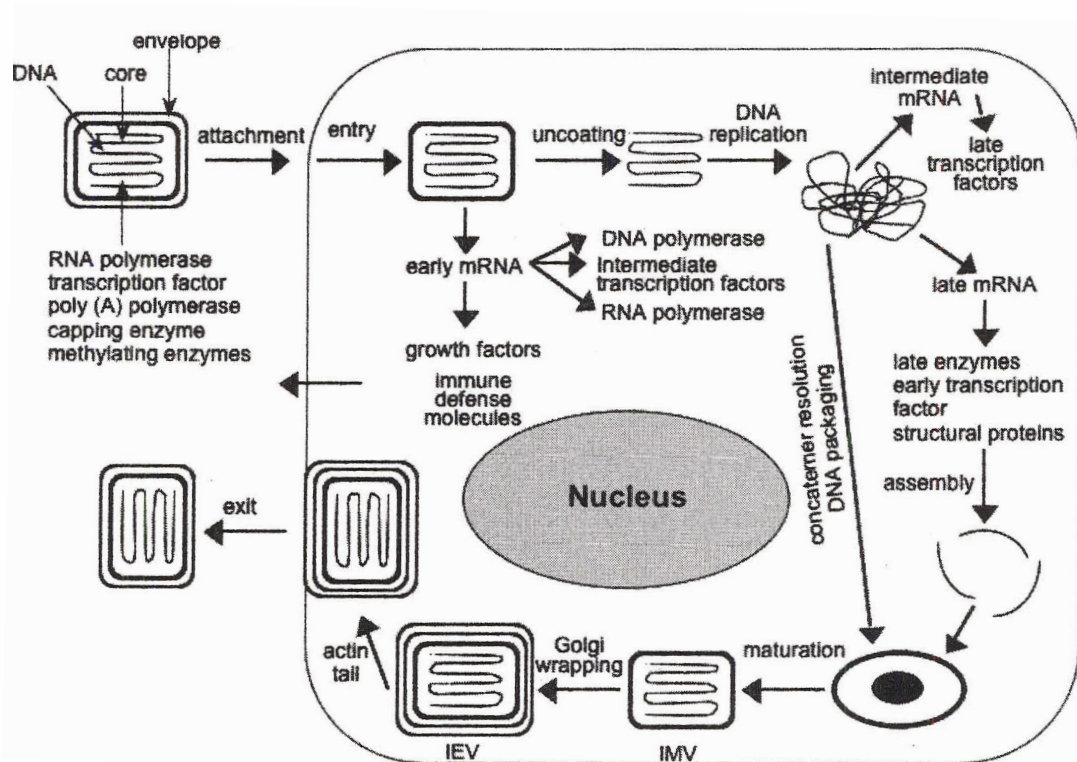 envelope
DNA
core
attachment
entry
uncoating
DNA
replication
intermediate
mRNA
late
transcription
factors
RNA polymerase
transcription factor
poly (A) polymerase
capping enzyme
methylating enzymes
early mRNA
DNA polymerase
intermediate
transcription factors
RNA polymerase
growth factors
immune
defense
molecules
late mRNA
late enzymes
early transcription
factor
structural proteins
assembly
concatemer resolution
DNA packaging
Nucleus
exit
actin
tail
Golgi
wrapping
maturation
IEV
IMV